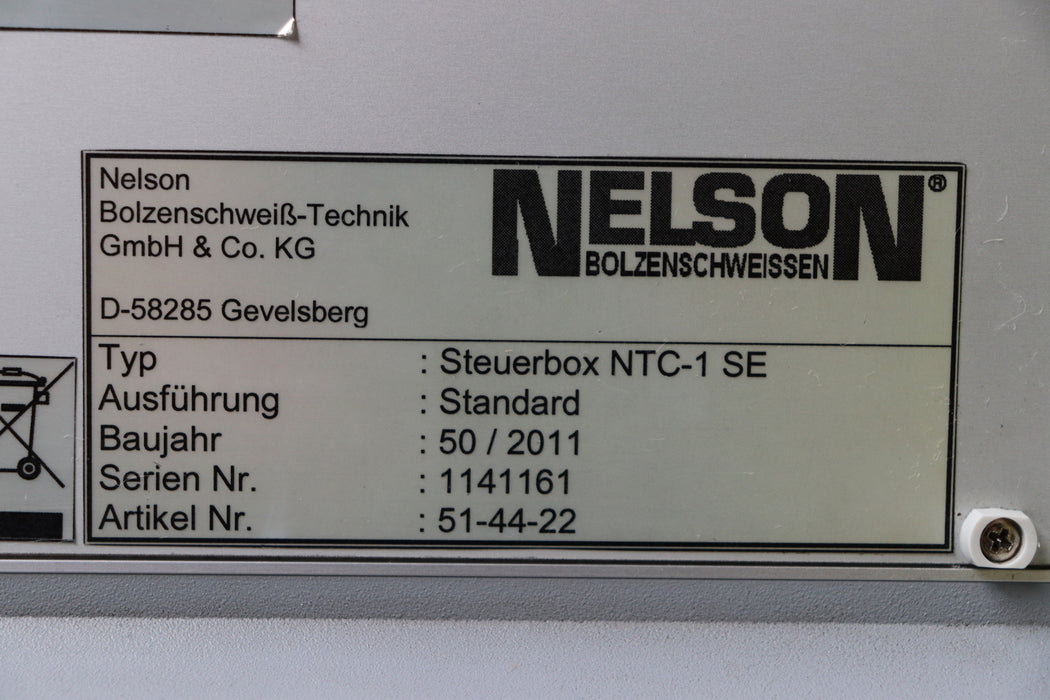 Nelson
Bolzenschweiß-Technik
GmbH & Co. KG
D-58285 Gevelsberg
NELSON®
BOLZENSCHWEISSEN
Typ : Steuerbox NTC-1 SE
Ausführung : Standard
Baujahr : 50 / 2011
Serien Nr. : 1141161
Artikel Nr. : 51-44-22